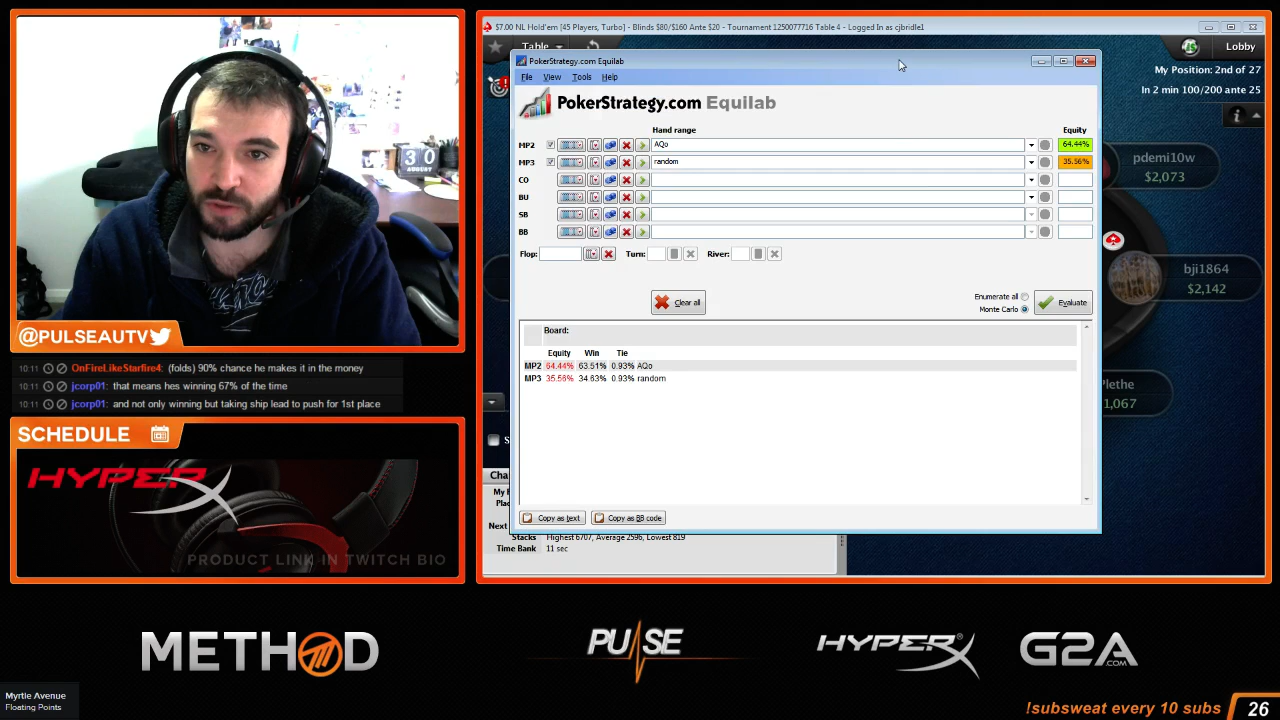 $7.00 NL Hold'em [45 Players, Turbo] - Blinds $80/$160 Ante $20 - Tournament 1250077716 Table 4 - Logged In as cjbridle1
Table
Lobby
My Position: 2nd of 27
In 2 min 100/200 ante 25
PokerStrategy.com Equilab
File View Tools Help
PokerStrategy.com Equilab
Hand range
Equity
MP2 AQo 64.44%
MP3 random 35.56%
CO
BU
SB
BB
Flop: Turn: River:
Clear all
Enumerate all
Monte Carlo
Evaluate
Board:
Equity Win Tie
MP2 64.44% 63.51% 0.93% AQo
MP3 35.56% 34.63% 0.93% random
Copy as text
Copy as BB code
pdemi10w
$2,073
bji1864
$2,142
Plethe
1,067
Cha
Next
Stacks Highest 6707, Average 2596, Lowest 819
Time Bank 11 sec
30
AUGUST
@PULSEAUTV
10:11 OnFireLikeStarfire4: (folds) 90% chance he makes it in the money
10:11 jcorp01: that means hes winning 67% of the time
10:11 jcorp01: and not only winning but taking ship lead to push for 1st place
SCHEDULE
HYPERX
PRODUCT LINK IN TWITCH BIO
METHOD
PULSE
HYPERX
G2A
.COM
Myrtle Avenue
Floating Points
!subsweat every 10 subs
26